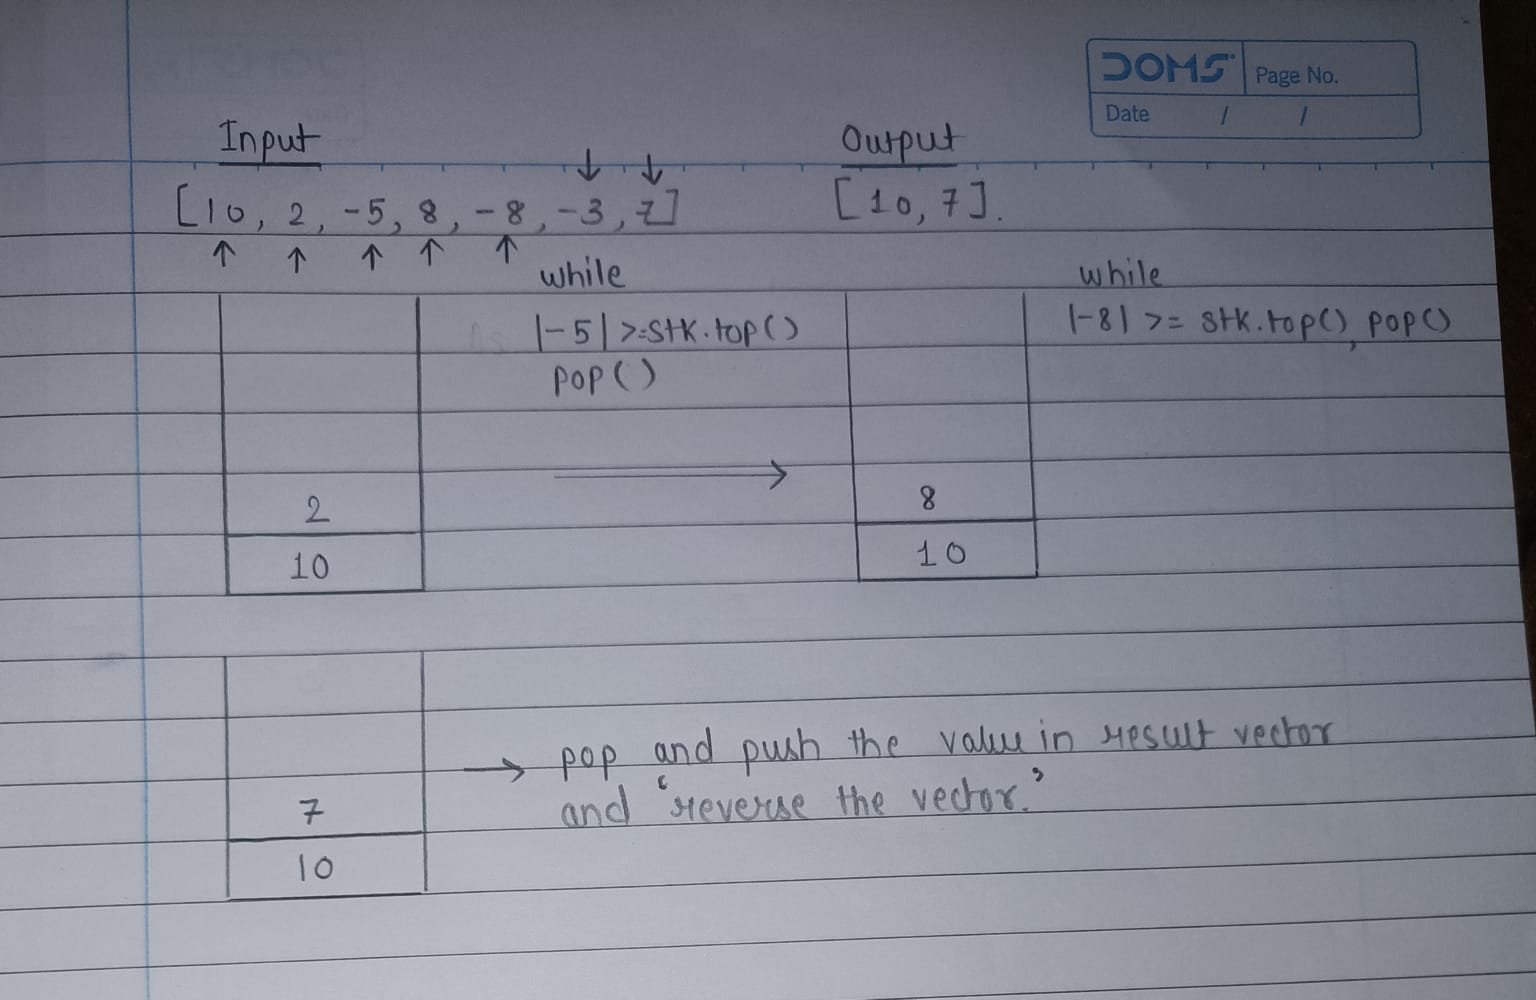 DOMS Page No.
Date / /
Input Output
[10, 2, -5, 8, -8, -3, 7] [10, 7].
while while
|-5| >= stk.top() |-8| >= stk.top(), pop()
pop()
2 8
10 10
7
10
→ pop and push the value in result vector
and ‘reverse the vector.’